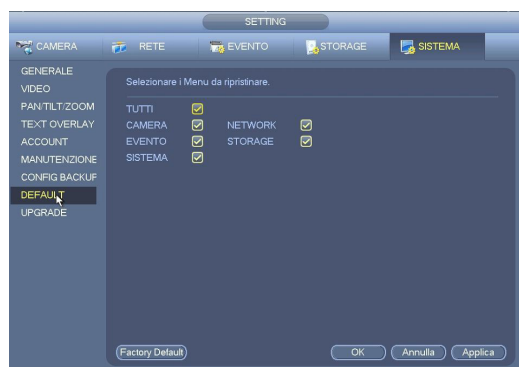 SETTING
CAMERA RETE EVENTO STORAGE SISTEMA
GENERALE
VIDEO
PAN/TILT/ZOOM
TEXT OVERLAY
ACCOUNT
MANUTENZIONE
CONFIG BACKUP
DEFAULT
UPGRADE
Selezionare i Menu da ripristinare.
TUTTI
CAMERA NETWORK
EVENTO STORAGE
SISTEMA
Factory Default OK Annulla Applica